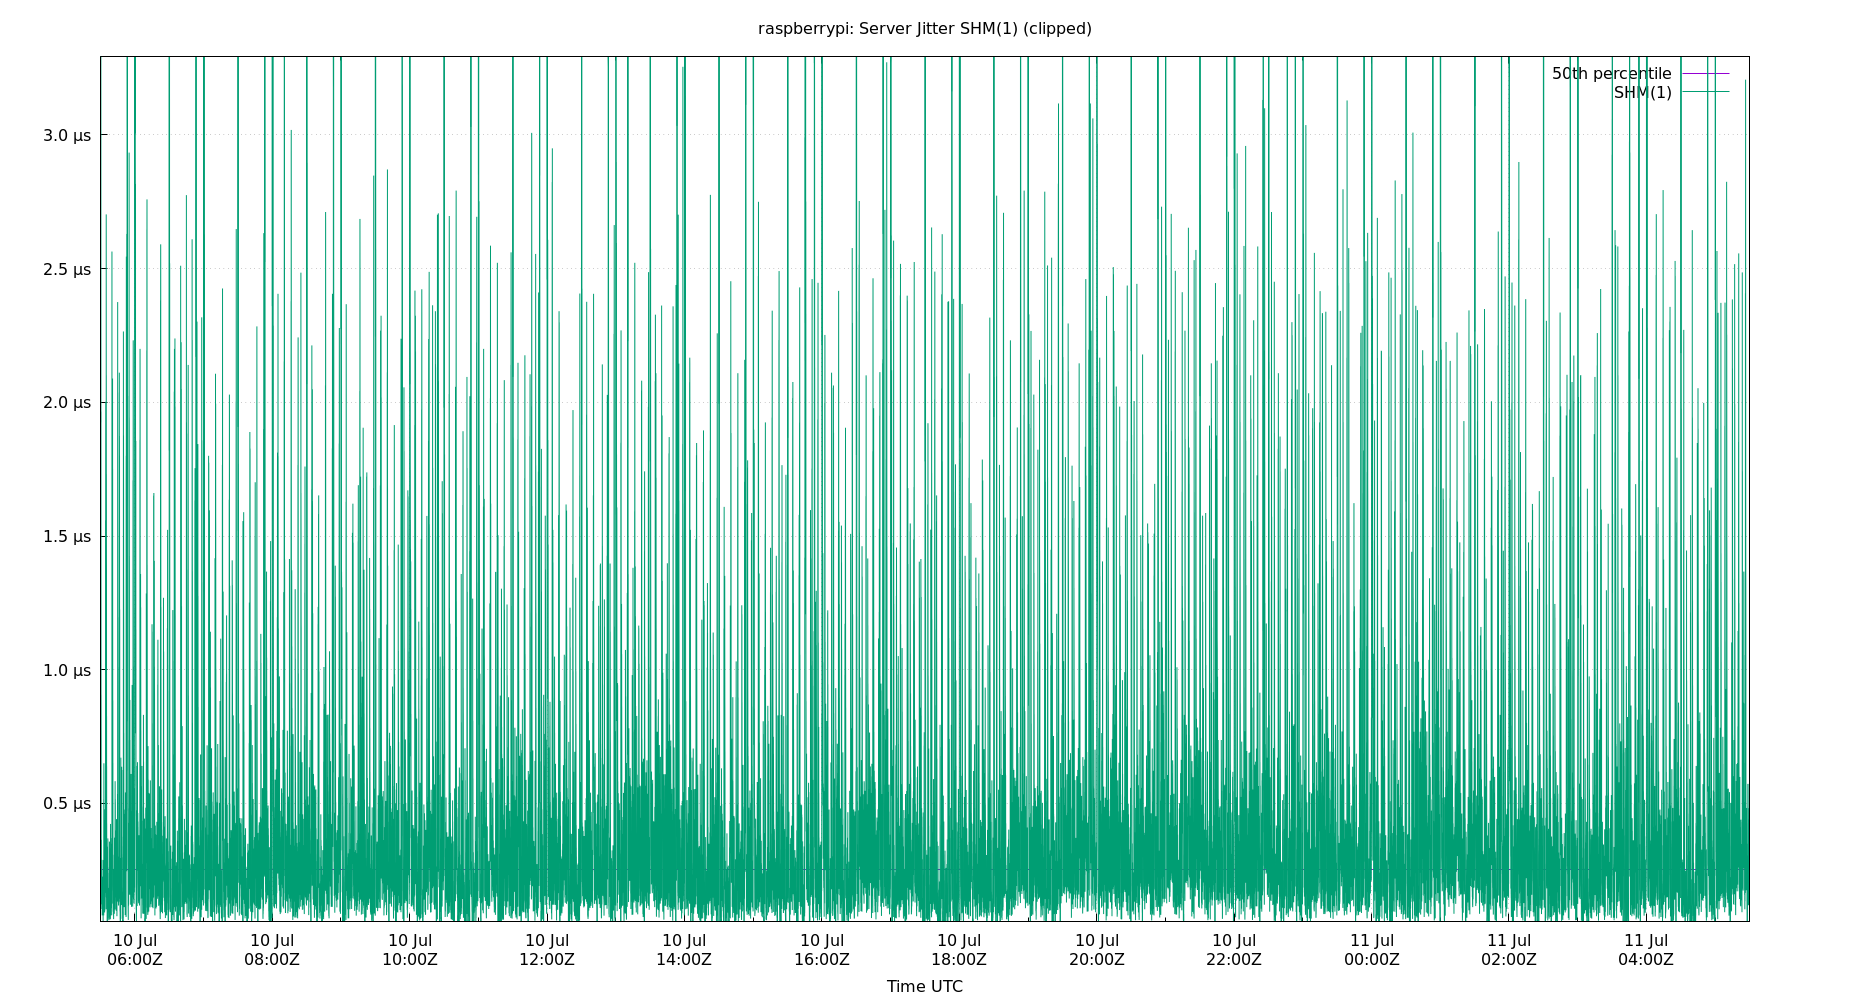 raspberrypi: Server Jitter SHM(1) (clipped)
50th percentile
SHM(1)
3.0 µs
2.5 µs
2.0 µs
1.5 µs
1.0 µs
0.5 µs
10 Jul 10 Jul 10 Jul 10 Jul 10 Jul 10 Jul 10 Jul 10 Jul 10 Jul 11 Jul 11 Jul 11 Jul
06:00Z 08:00Z 10:00Z 12:00Z 14:00Z 16:00Z 18:00Z 20:00Z 22:00Z 00:00Z 02:00Z 04:00Z
Time UTC